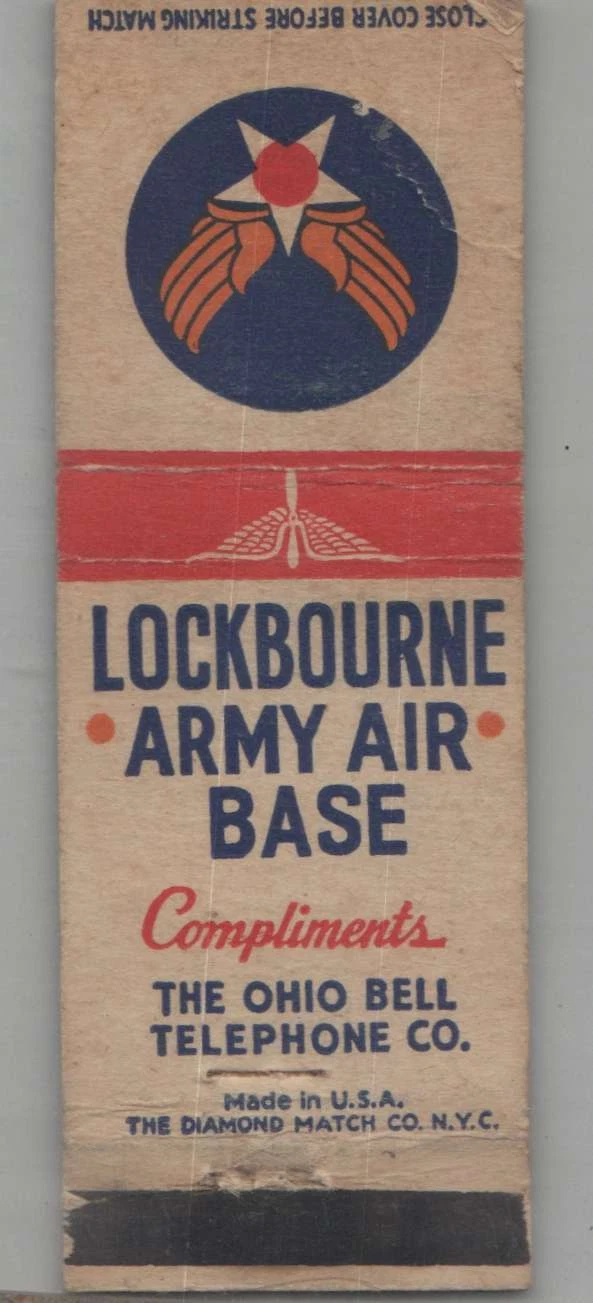 CLOSE COVER BEFORE STRIKING MATCH
LOCKBOURNE
• ARMY AIR •
BASE
Compliments
THE OHIO BELL
TELEPHONE CO.
Made in U.S.A.
THE DIAMOND MATCH CO. N.Y.C.